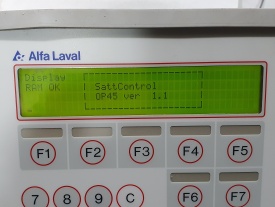 Alfa Laval
Display
RAM OK SattControl
OP45 ver 1.1
F1 F2 F3 F4 F5
7 8 9 C F6 F7